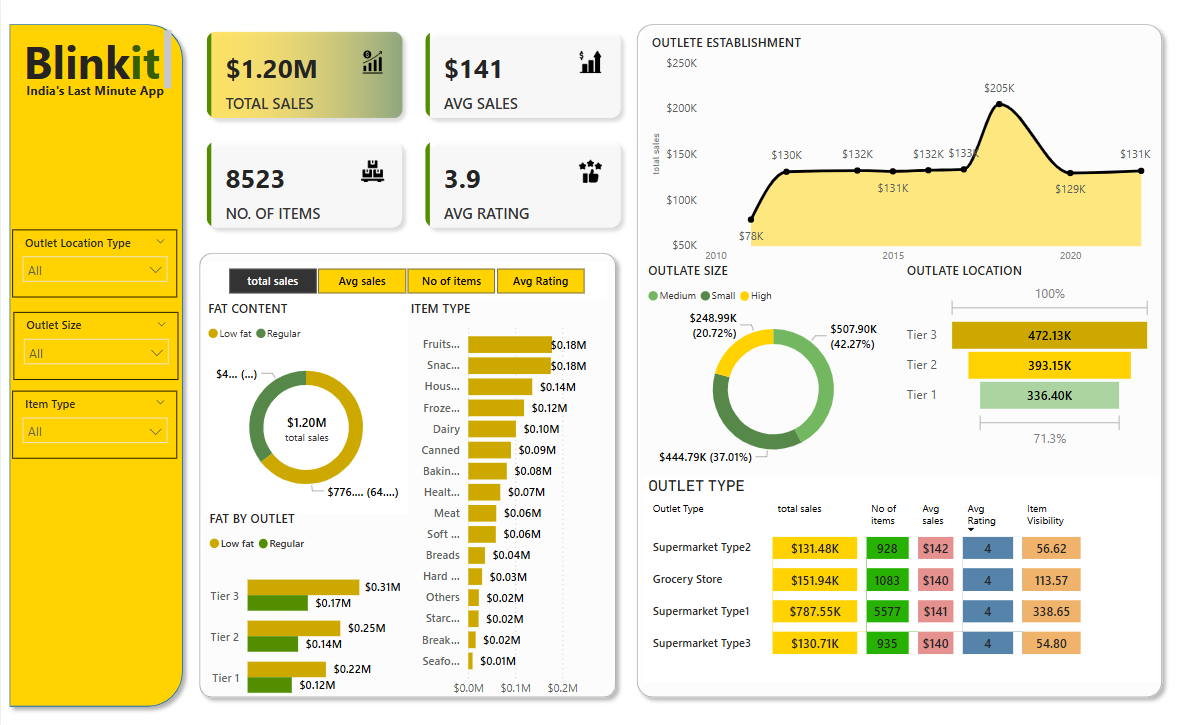 Blinkit
India's Last Minute App
Outlet Location Type
All
Outlet Size
All
Item Type
All
$1.20M
TOTAL SALES
$141
AVG SALES
8523
NO. OF ITEMS
3.9
AVG RATING
total sales Avg sales No of items Avg Rating
FAT CONTENT
Low fat Regular
$4... (...)
$1.20M
total sales
$776.... (64....)
FAT BY OUTLET
Low fat Regular
Tier 3 $0.31M
$0.17M
Tier 2 $0.25M
$0.14M
Tier 1 $0.22M
$0.12M
ITEM TYPE
Fruits... $0.18M
Snac... $0.18M
Hous... $0.14M
Froze... $0.12M
Dairy $0.10M
Canned $0.09M
Bakin... $0.08M
Healt... $0.07M
Meat $0.06M
Soft ... $0.06M
Breads $0.04M
Hard ... $0.03M
Others $0.02M
Starc... $0.02M
Break... $0.02M
Seafo... $0.01M
$0.0M $0.1M $0.2M
OUTLETE ESTABLISHMENT
total sales
$250K
$200K
$150K
$100K
$50K
$78K $130K $132K $131K $132K $133K $205K $129K $131K
2010 2015 2020
OUTLATE SIZE
Medium Small High
$248.99K
(20.72%)
$507.90K
(42.27%)
$444.79K (37.01%)
OUTLATE LOCATION
100%
Tier 3 472.13K
Tier 2 393.15K
Tier 1 336.40K
71.3%
OUTLET TYPE
Outlet Type total sales No of items Avg sales Avg Rating Item Visibility
Supermarket Type2 $131.48K 928 $142 4 56.62
Grocery Store $151.94K 1083 $140 4 113.57
Supermarket Type1 $787.55K 5577 $141 4 338.65
Supermarket Type3 $130.71K 935 $140 4 54.80